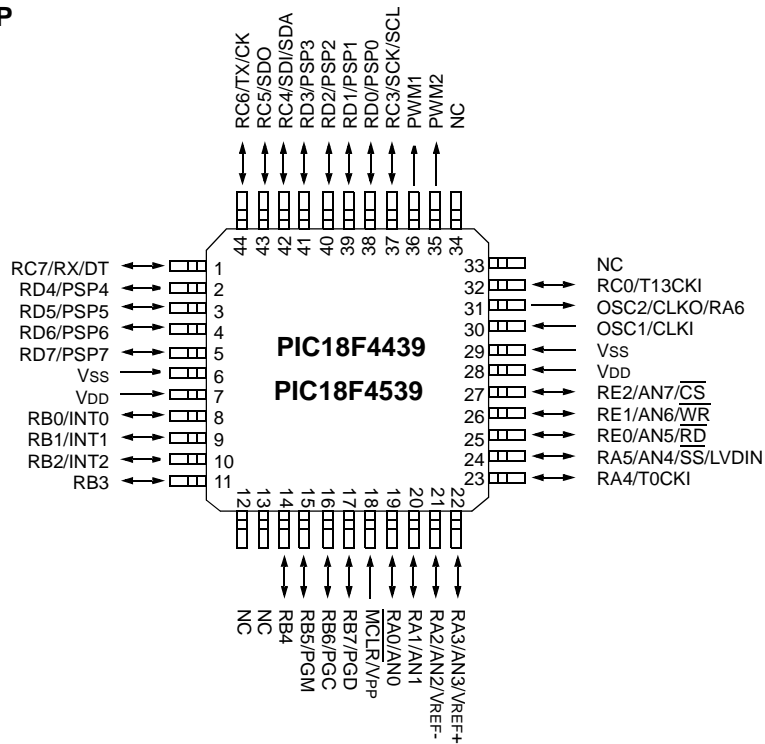 P
RC6/TX/CK
RC5/SDO
RC4/SDI/SDA
RD3/PSP3
RD2/PSP2
RD1/PSP1
RD0/PSP0
RC3/SCK/SCL
PWM1
PWM2
NC
44
43
42
41
40
39
38
37
36
35
34
RC7/RX/DT 1
RD4/PSP4 2
RD5/PSP5 3
RD6/PSP6 4
RD7/PSP7 5
VSS 6
VDD 7
RB0/INT0 8
RB1/INT1 9
RB2/INT2 10
RB3 11
PIC18F4439
PIC18F4539
33 NC
32 RC0/T13CKI
31 OSC2/CLKO/RA6
30 OSC1/CLKI
29 VSS
28 VDD
27 RE2/AN7/CS
26 RE1/AN6/WR
25 RE0/AN5/RD
24 RA5/AN4/SS/LVDIN
23 RA4/T0CKI
12
13
14
15
16
17
18
19
20
21
22
NC
NC
RB4
RB5/PGM
RB6/PGC
RB7/PGD
MCLR/VPP
RA0/AN0
RA1/AN1
RA2/AN2/VREF-
RA3/AN3/VREF+